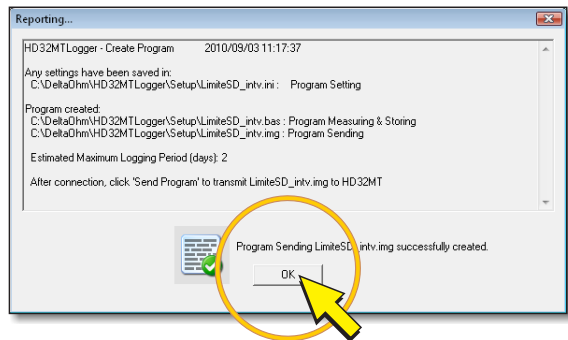 Reporting...
HD32MTLogger - Create Program 2010/09/03 11:17:37
Any settings have been saved in:
C:\DeltaOhm\HD32MTLogger\Setup\LimiteSD_intv.ini : Program Setting
Program created:
C:\DeltaOhm\HD32MTLogger\Setup\LimiteSD_intv.bas : Program Measuring & Storing
C:\DeltaOhm\HD32MTLogger\Setup\LimiteSD_intv.img : Program Sending
Estimated Maximum Logging Period (days): 2
After connection, click 'Send Program' to transmit LimiteSD_intv.img to HD32MT
Program Sending LimiteSD_intv.img successfully created.
OK